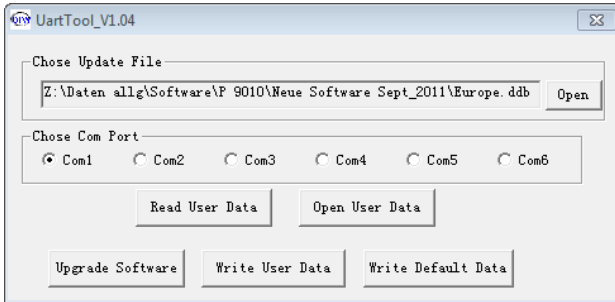 UartTool_V1.04
Chose Update File
Z:\Daten allg\Software\P 9010\Neue Software Sept_2011\Europe.ddb Open
Chose Com Port
Com1 Com2 Com3 Com4 Com5 Com6
Read User Data Open User Data
Upgrade Software Write User Data Write Default Data